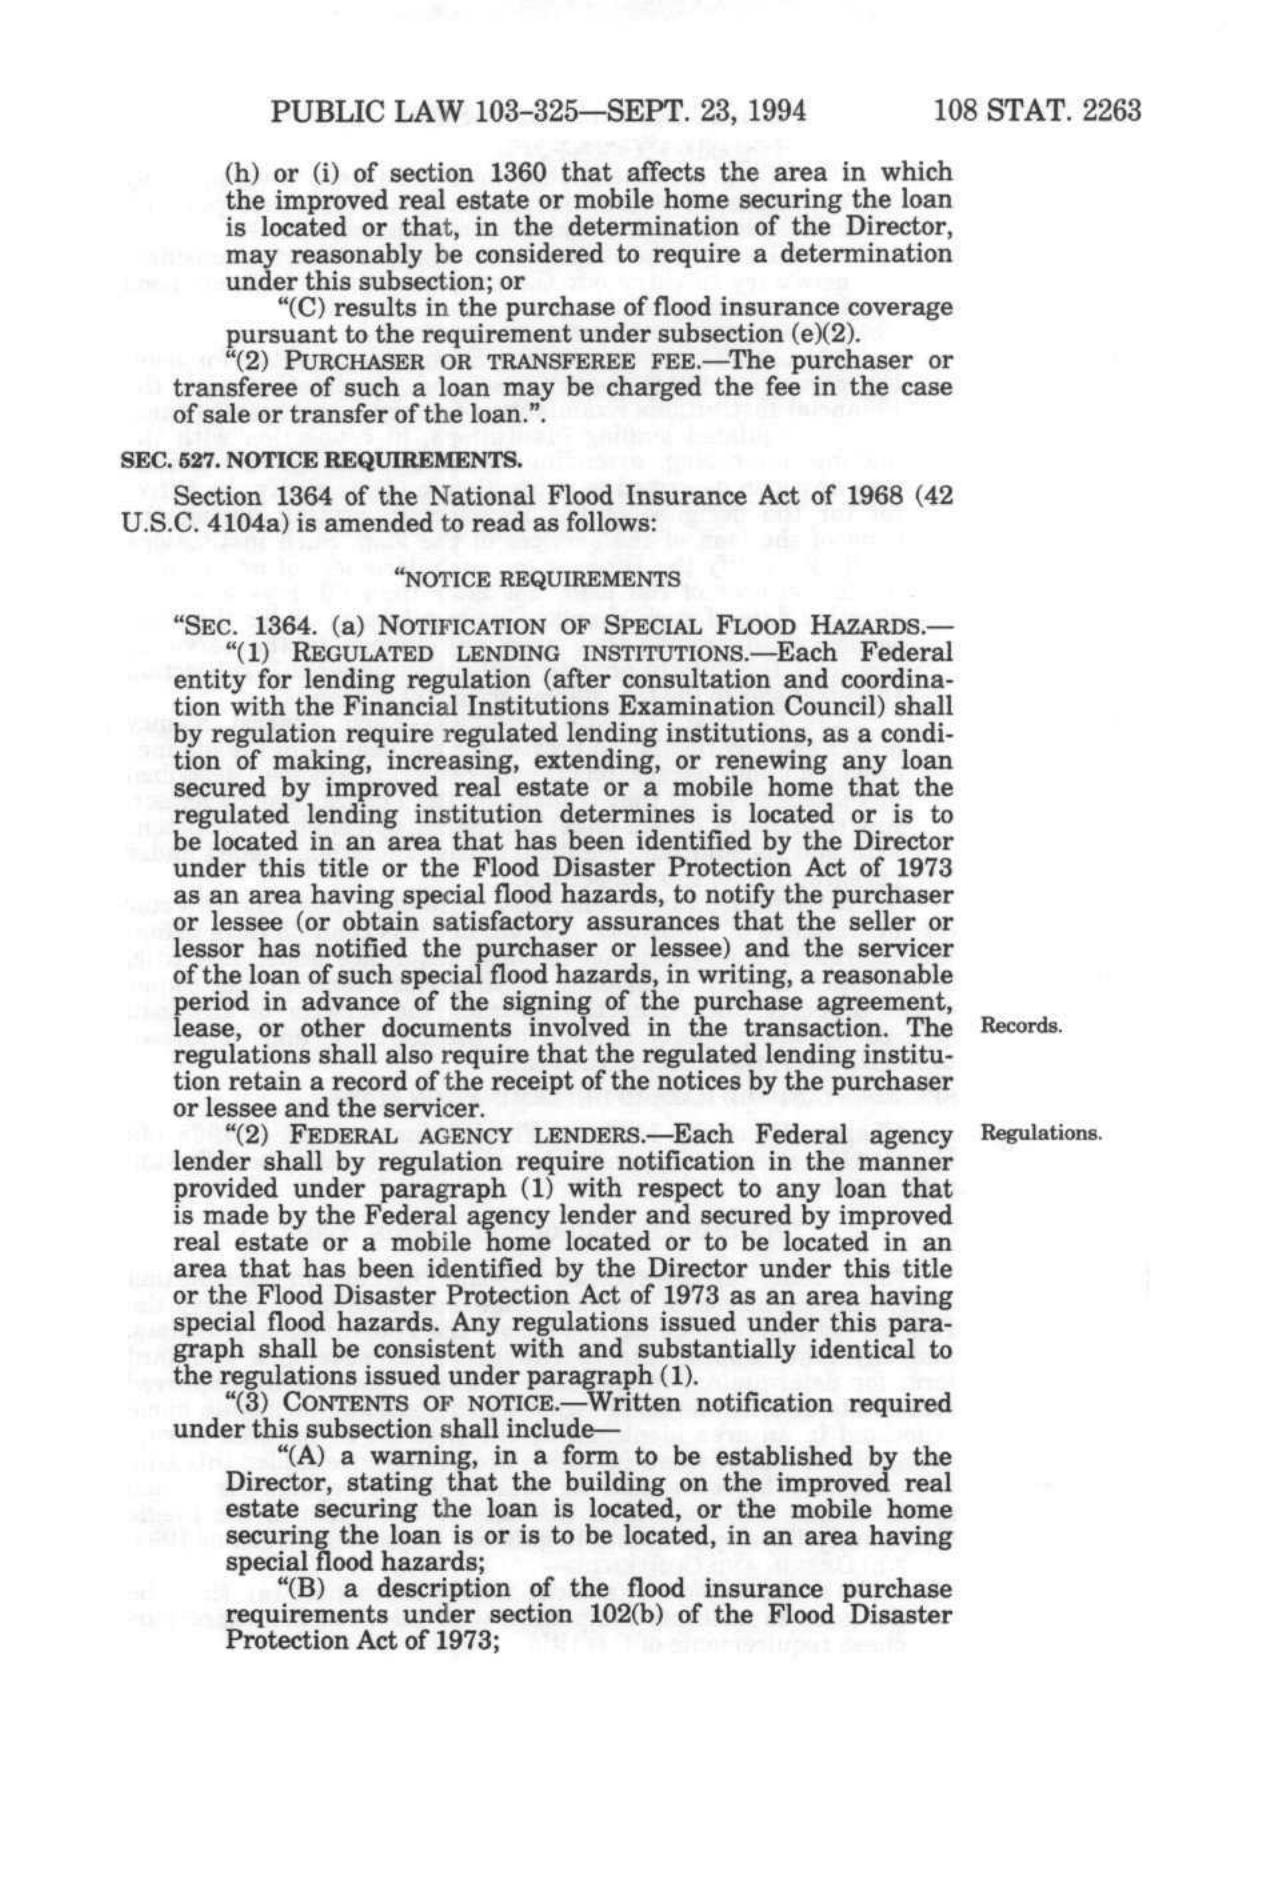 PUBLIC LAW 103–325—SEPT. 23, 1994 108 STAT. 2263
(h) or (i) of section 1360 that affects the area in which
the improved real estate or mobile home securing the loan
is located or that, in the determination of the Director,
may reasonably be considered to require a determination
under this subsection; or
“(C) results in the purchase of flood insurance coverage
pursuant to the requirement under subsection (e)(2).
“(2) PURCHASER OR TRANSFEREE FEE.—The purchaser or
transferee of such a loan may be charged the fee in the case
of sale or transfer of the loan.”.
SEC. 527. NOTICE REQUIREMENTS.
Section 1364 of the National Flood Insurance Act of 1968 (42
U.S.C. 4104a) is amended to read as follows:
“NOTICE REQUIREMENTS
“SEC. 1364. (a) NOTIFICATION OF SPECIAL FLOOD HAZARDS.—
“(1) REGULATED LENDING INSTITUTIONS.—Each Federal
entity for lending regulation (after consultation and coordina-
tion with the Financial Institutions Examination Council) shall
by regulation require regulated lending institutions, as a condi-
tion of making, increasing, extending, or renewing any loan
secured by improved real estate or a mobile home that the
regulated lending institution determines is located or is to
be located in an area that has been identified by the Director
under this title or the Flood Disaster Protection Act of 1973
as an area having special flood hazards, to notify the purchaser
or lessee (or obtain satisfactory assurances that the seller or
lessor has notified the purchaser or lessee) and the servicer
of the loan of such special flood hazards, in writing, a reasonable
period in advance of the signing of the purchase agreement,
lease, or other documents involved in the transaction. The Records.
regulations shall also require that the regulated lending institu-
tion retain a record of the receipt of the notices by the purchaser
or lessee and the servicer.
“(2) FEDERAL AGENCY LENDERS.—Each Federal agency Regulations.
lender shall by regulation require notification in the manner
provided under paragraph (1) with respect to any loan that
is made by the Federal agency lender and secured by improved
real estate or a mobile home located or to be located in an
area that has been identified by the Director under this title
or the Flood Disaster Protection Act of 1973 as an area having
special flood hazards. Any regulations issued under this para-
graph shall be consistent with and substantially identical to
the regulations issued under paragraph (1).
“(3) CONTENTS OF NOTICE.—Written notification required
under this subsection shall include—
“(A) a warning, in a form to be established by the
Director, stating that the building on the improved real
estate securing the loan is located, or the mobile home
securing the loan is or is to be located, in an area having
special flood hazards;
“(B) a description of the flood insurance purchase
requirements under section 102(b) of the Flood Disaster
Protection Act of 1973;